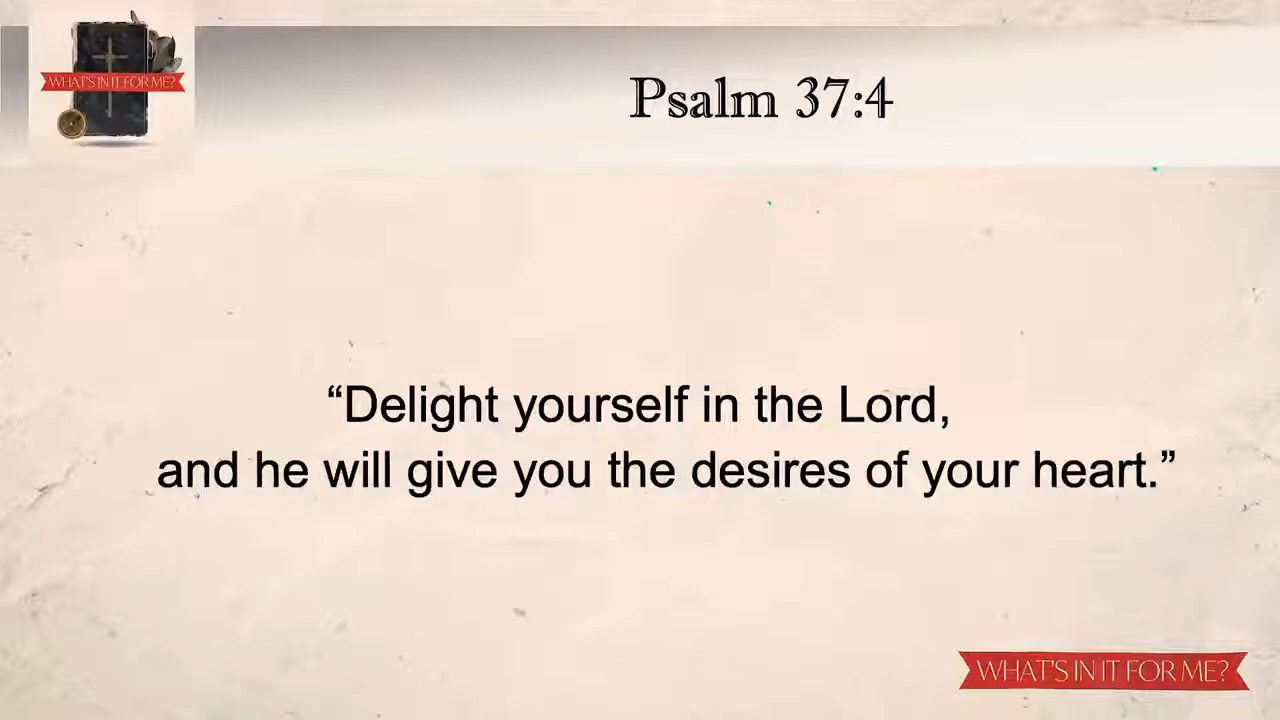 WHAT'S IN IT FOR ME?
Psalm 37:4
“Delight yourself in the Lord,
and he will give you the desires of your heart.”
WHAT'S IN IT FOR ME?